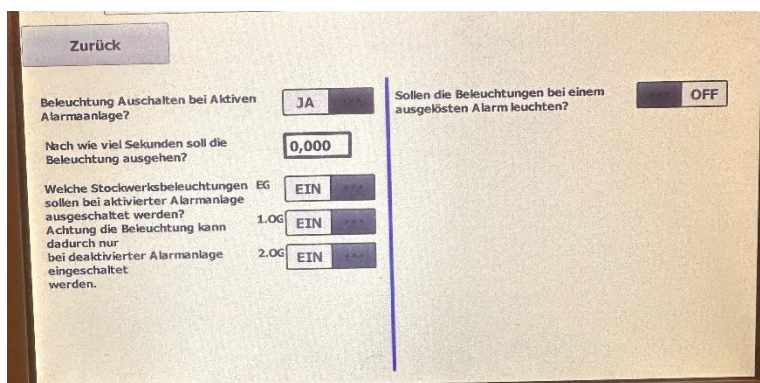 Zurück
Beleuchtung Auschalten bei Aktiven
Alarmaanlage?
JA
Nach wie viel Sekunden soll die
Beleuchtung ausgehen?
0,000
Welche Stockwerksbeleuchtungen EG EIN
sollen bei aktivierter Alarmanlage
ausgeschaltet werden?
Achtung die Beleuchtung kann 1.OG EIN
dadurch nur
bei deaktivierter Alarmanlage 2.OG EIN
eingeschaltet
werden.
Sollen die Beleuchtungen bei einem
ausgelösten Alarm leuchten?
OFF